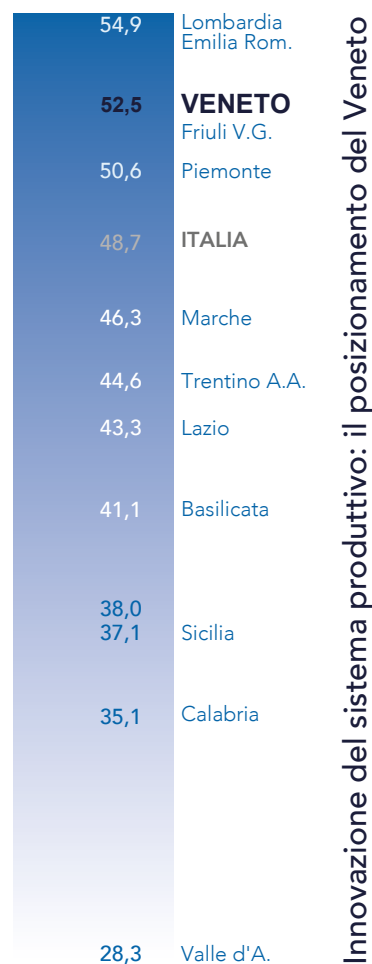 54,9 Lombardia
Emilia Rom.
52,5 VENETO
Friuli V.G.
50,6 Piemonte
48,7 ITALIA
46,3 Marche
44,6 Trentino A.A.
43,3 Lazio
41,1 Basilicata
38,0
37,1 Sicilia
35,1 Calabria
28,3 Valle d'A.
Innovazione del sistema produttivo: il posizionamento del Veneto